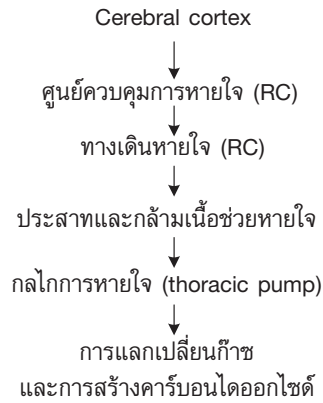 Cerebral cortex
ศูนย์ควบคุมการหายใจ (RC)
ทางเดินหายใจ (RC)
ประสาทและกล้ามเนื้อช่วยหายใจ
กลไกการหายใจ (thoracic pump)
การแลกเปลี่ยนก๊าซ
และการสร้างคาร์บอนไดออกไซด์